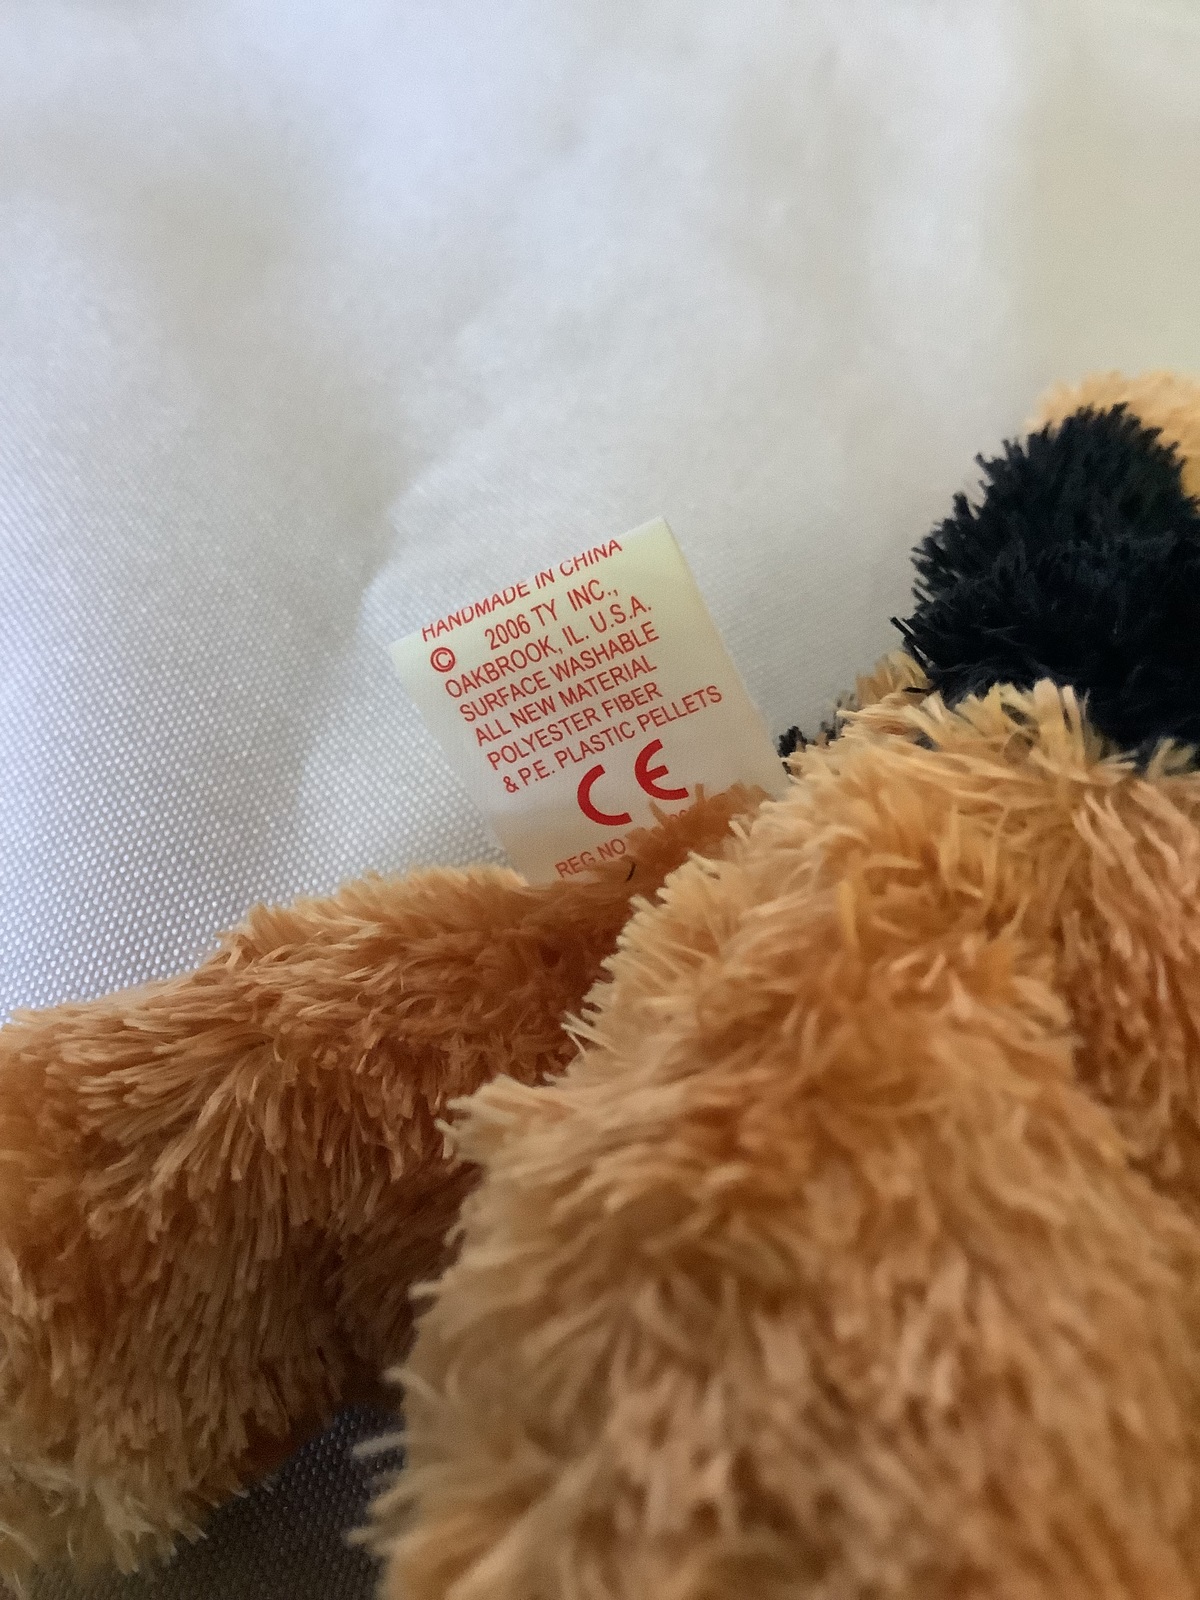 HANDMADE IN CHINA
© 2006 TY INC.,
OAKBROOK, IL. U.S.A.
SURFACE WASHABLE
ALL NEW MATERIAL
POLYESTER FIBER
& P.E. PLASTIC PELLETS
CE
REG NO